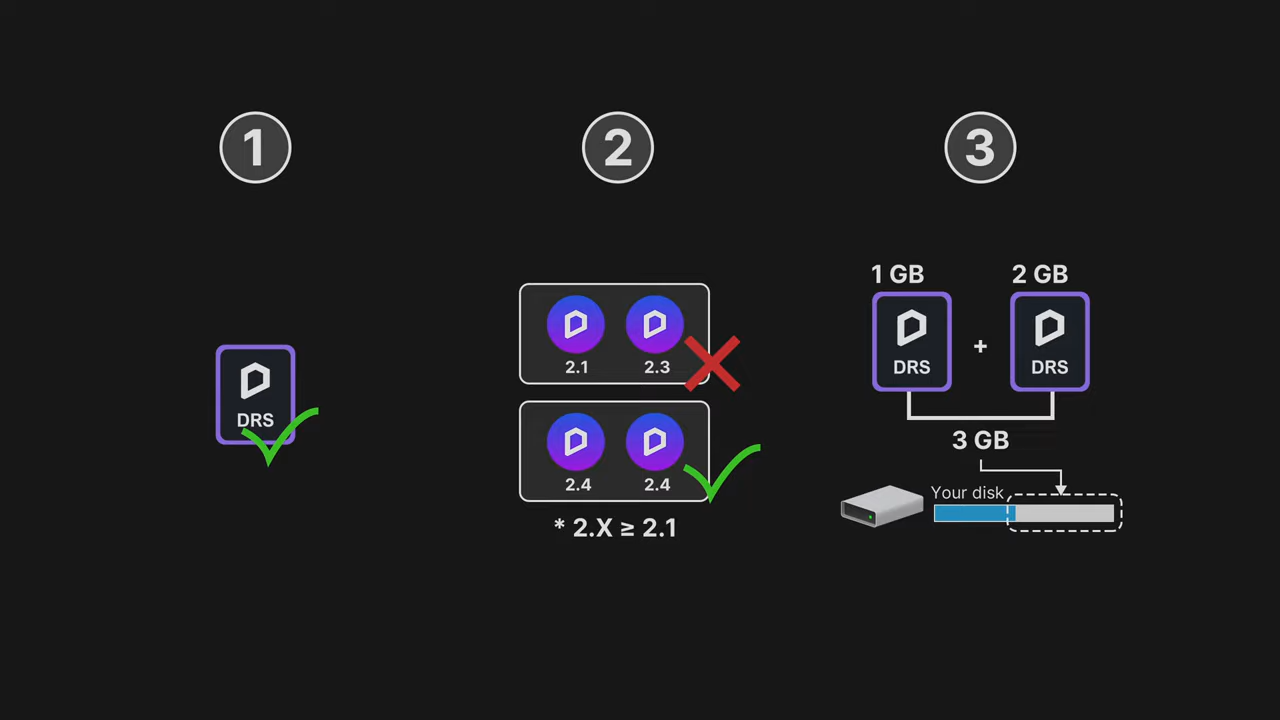 1
2
3
DRS
2.1 2.3
2.4 2.4
* 2.X ≥ 2.1
1 GB 2 GB
DRS + DRS
3 GB
Your disk